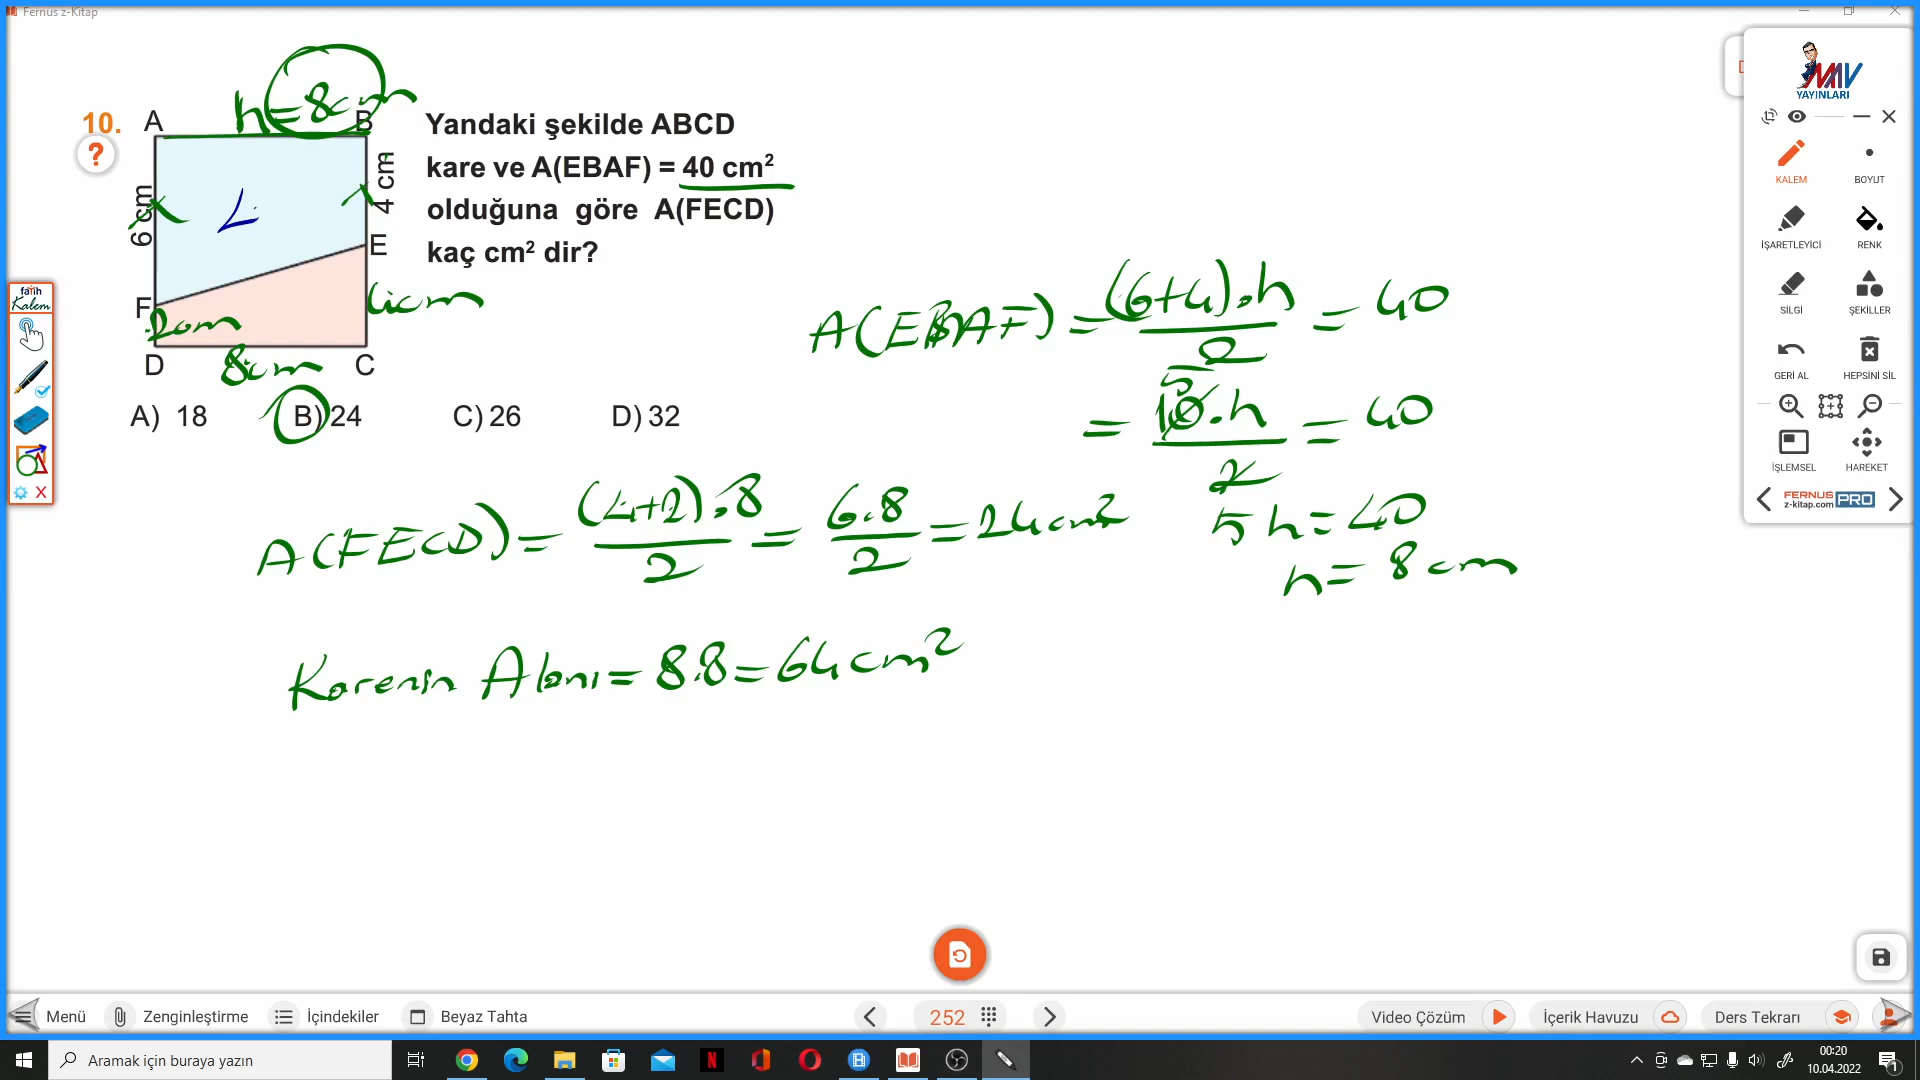 Fernus z-Kitap
h=8cm
10.
?
A
B
6 cm
4 cm
E
F
D
C
4cm
2cm
8cm
Yandaki şekilde ABCD
kare ve A(EBAF) = 40 cm²
olduğuna göre A(FECD)
kaç cm² dir?
A) 18
B) 24
C) 26
D) 32
A(EBAF) = (6+4).h / 2 = 40
= 10.h / 2 = 40
5
5h=40
h=8cm
A(FECD) = (4+2).8 / 2 = 6.8 / 2 = 24cm²
Karenin Alanı = 8.8 = 64cm²
fatih
Kalem
MAV
YAYINLARI
KALEM
BOYUT
İŞARETLEYİCİ
RENK
SİLGİ
ŞEKİLLER
GERİ AL
HEPSİNİ SİL
İŞLEMSEL
HAREKET
FERNUS PRO
z-kitap.com
Menü
Zenginleştirme
İçindekiler
Beyaz Tahta
252
Video Çözüm
İçerik Havuzu
Ders Tekrarı
Aramak için buraya yazın
00:20
10.04.2022
1